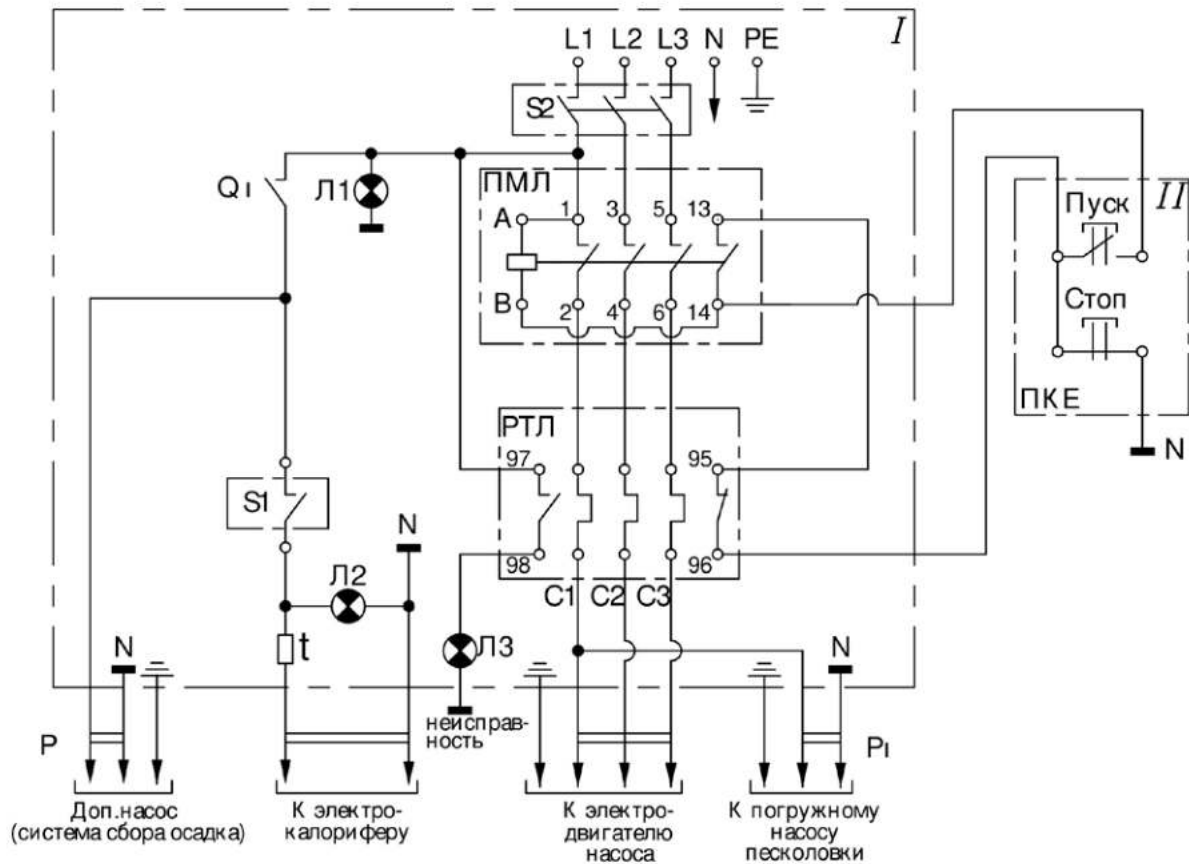 I
L1 L2 L3 N PE
S2
Q1
Л1
ПМЛ
A 1 3 5 13
B 2 4 6 14
II
Пуск
Стоп
ПКЕ
N
РТЛ
97 95
98 96
S1
N
Л2
C1 C2 C3
t
Л3
N
N
неисправ-
ность
P
P1
Доп.насос
(система сбора осадка)
К электро-
калориферу
К электро-
двигателю
насоса
К погружному
насосу
песколовки